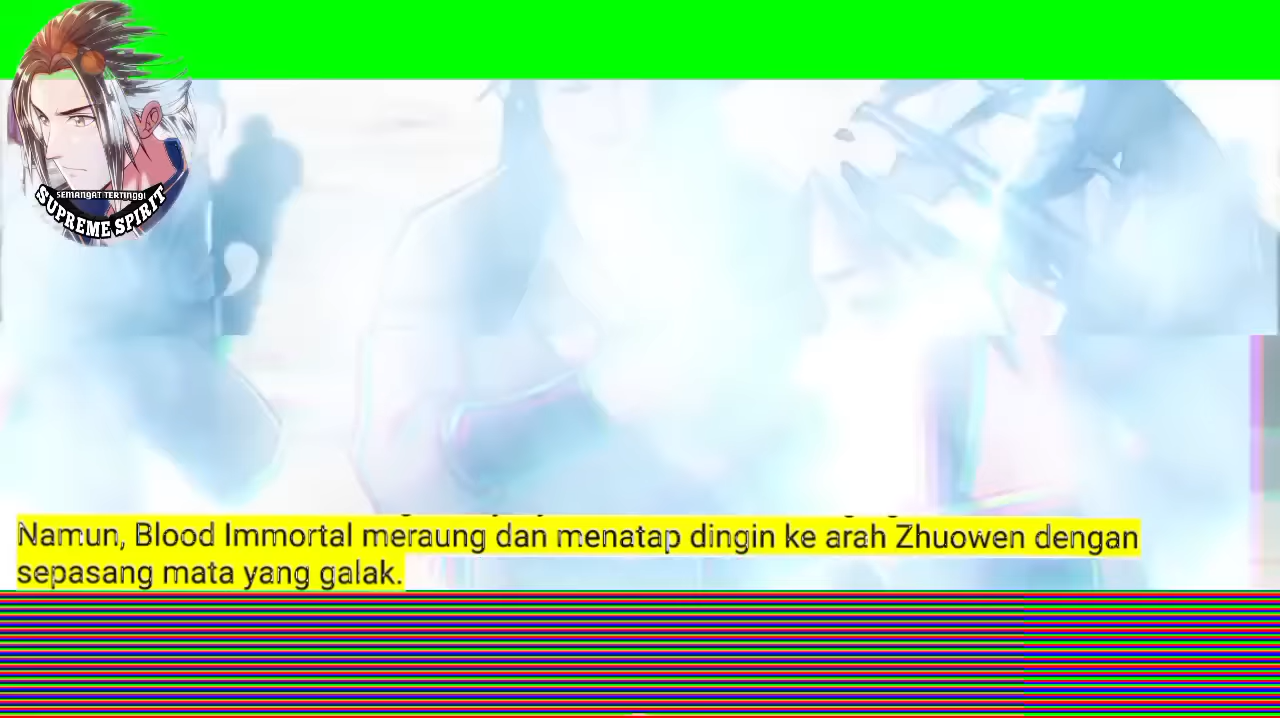 SEMANGAT TERTINGGI
SUPREME SPIRIT
Namun, Blood Immortal meraung dan menatap dingin ke arah Zhuowen dengan
sepasang mata yang galak.